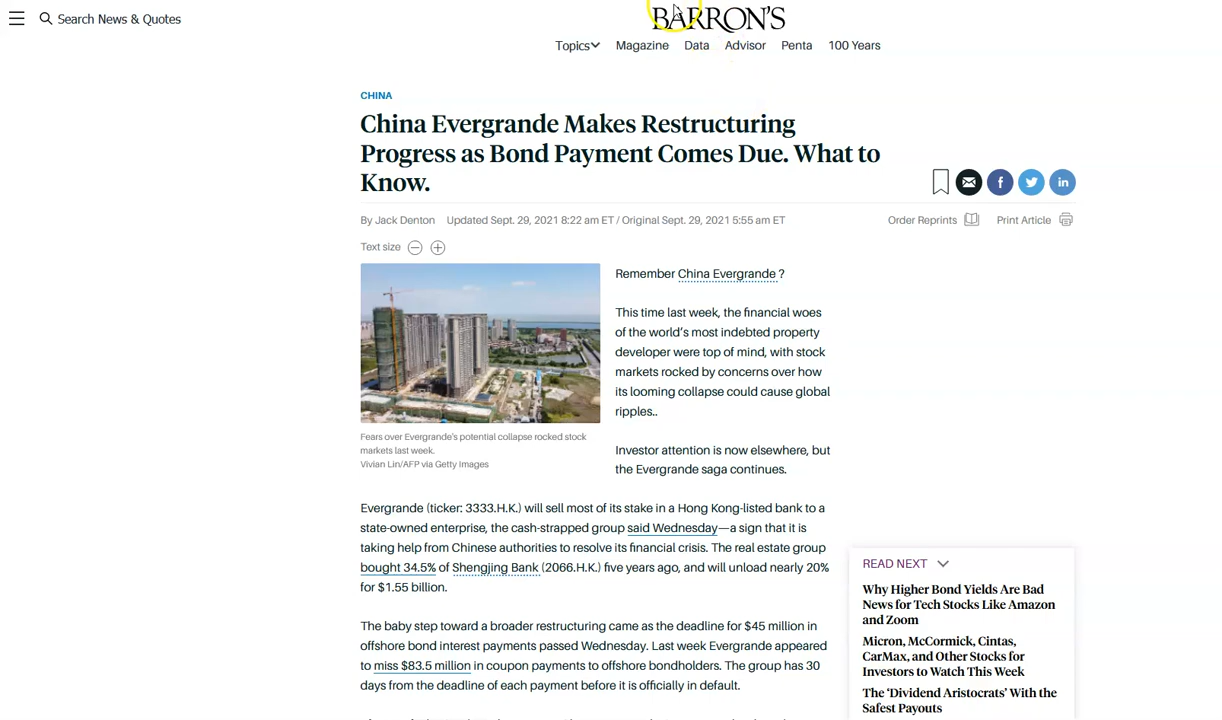 Search News & Quotes
BARRON'S
Topics
Magazine
Data
Advisor
Penta
100 Years
CHINA
China Evergrande Makes Restructuring
Progress as Bond Payment Comes Due. What to
Know.
By Jack Denton Updated Sept. 29, 2021 8:22 am ET / Original Sept. 29, 2021 5:55 am ET
Order Reprints
Print Article
Text size
Remember China Evergrande ?
This time last week, the financial woes
of the world's most indebted property
developer were top of mind, with stock
markets rocked by concerns over how
its looming collapse could cause global
ripples..
Investor attention is now elsewhere, but
the Evergrande saga continues.
Fears over Evergrande's potential collapse rocked stock
markets last week.
Vivian Lin/AFP via Getty Images
Evergrande (ticker: 3333.H.K.) will sell most of its stake in a Hong Kong-listed bank to a
state-owned enterprise, the cash-strapped group said Wednesday—a sign that it is
taking help from Chinese authorities to resolve its financial crisis. The real estate group
bought 34.5% of Shengjing Bank (2066.H.K.) five years ago, and will unload nearly 20%
for $1.55 billion.
The baby step toward a broader restructuring came as the deadline for $45 million in
offshore bond interest payments passed Wednesday. Last week Evergrande appeared
to miss $83.5 million in coupon payments to offshore bondholders. The group has 30
days from the deadline of each payment before it is officially in default.
READ NEXT
Why Higher Bond Yields Are Bad
News for Tech Stocks Like Amazon
and Zoom
Micron, McCormick, Cintas,
CarMax, and Other Stocks for
Investors to Watch This Week
The 'Dividend Aristocrats' With the
Safest Payouts